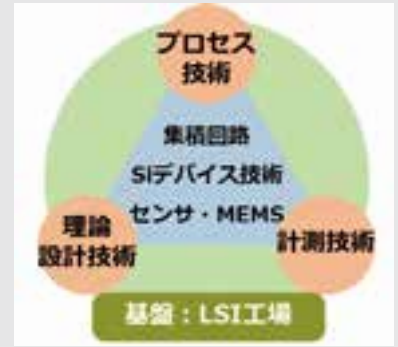 プロセス
技術
集積回路
Siデバイス技術
センサ・MEMS
理論
設計技術
計測技術
基盤：LSI工場